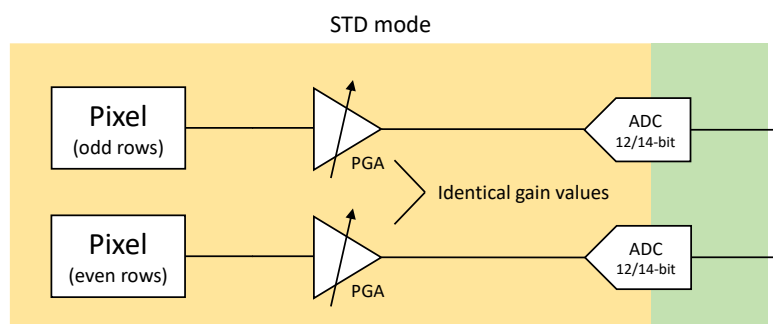 STD mode
Pixel
(odd rows)
PGA
ADC
12/14-bit
Identical gain values
Pixel
(even rows)
PGA
ADC
12/14-bit